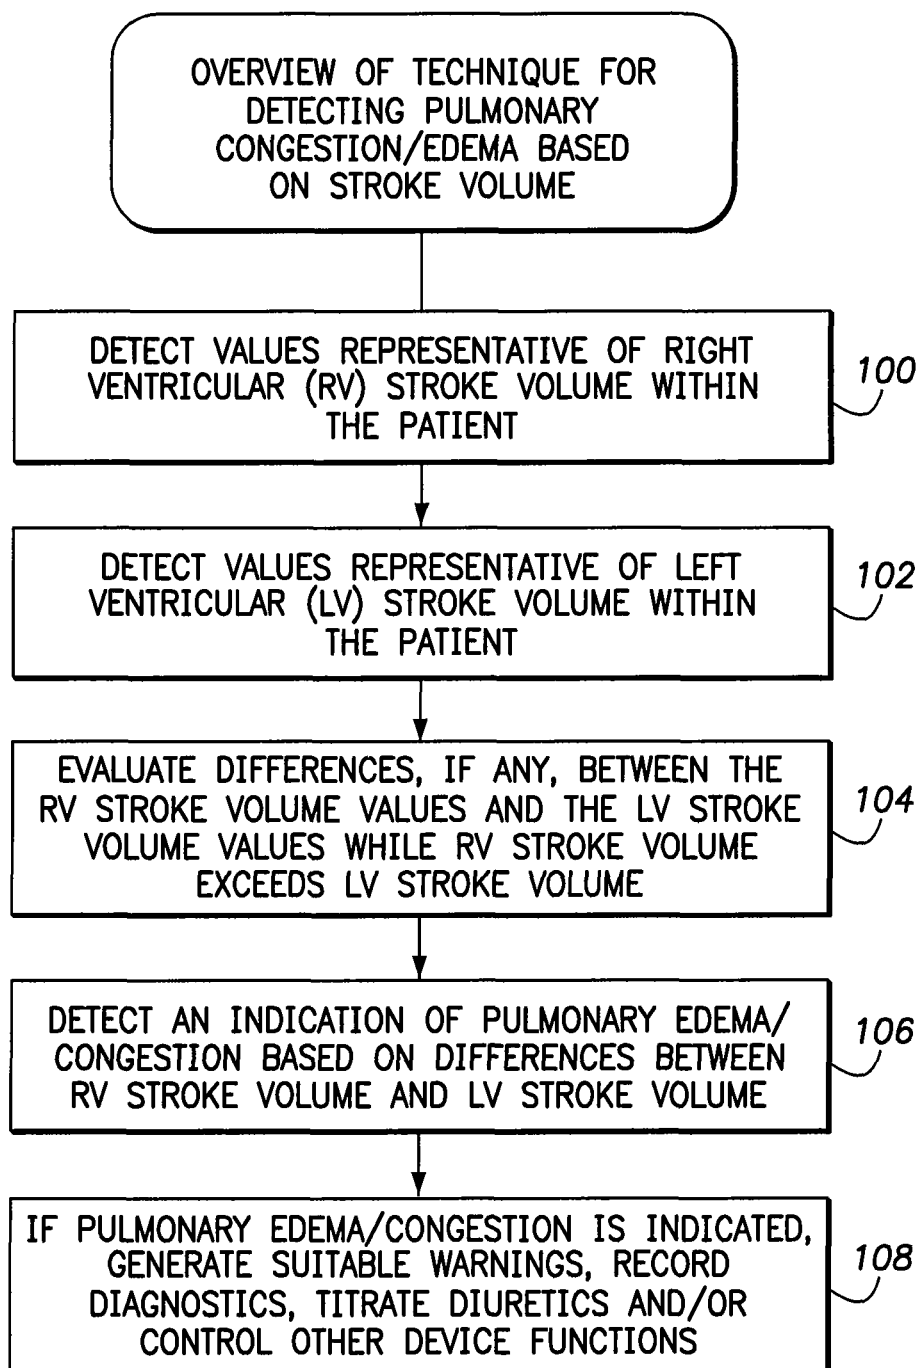 OVERVIEW OF TECHNIQUE FOR
DETECTING PULMONARY
CONGESTION/EDEMA BASED
ON STROKE VOLUME
DETECT VALUES REPRESENTATIVE OF RIGHT
VENTRICULAR (RV) STROKE VOLUME WITHIN
THE PATIENT
100
DETECT VALUES REPRESENTATIVE OF LEFT
VENTRICULAR (LV) STROKE VOLUME WITHIN
THE PATIENT
102
EVALUATE DIFFERENCES, IF ANY, BETWEEN THE
RV STROKE VOLUME VALUES AND THE LV STROKE
VOLUME VALUES WHILE RV STROKE VOLUME
EXCEEDS LV STROKE VOLUME
104
DETECT AN INDICATION OF PULMONARY EDEMA/
CONGESTION BASED ON DIFFERENCES BETWEEN
RV STROKE VOLUME AND LV STROKE VOLUME
106
IF PULMONARY EDEMA/CONGESTION IS INDICATED,
GENERATE SUITABLE WARNINGS, RECORD
DIAGNOSTICS, TITRATE DIURETICS AND/OR
CONTROL OTHER DEVICE FUNCTIONS
108